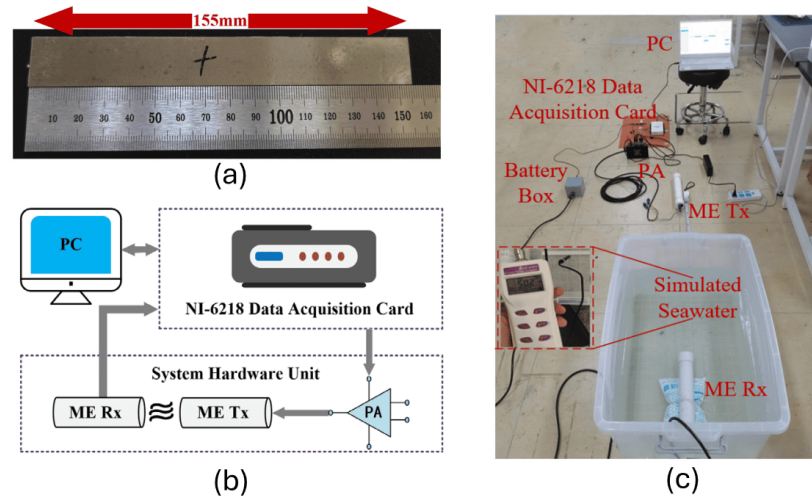 155mm
10 20 30 40 50 60 70 80 90 100 110 120 130 140 150 160
(a)
PC
NI-6218 Data Acquisition Card
System Hardware Unit
ME Rx
ME Tx
PA
(b)
PC
NI-6218 Data
Acquisition Card
Battery
Box
PA
ME Tx
Simulated
Seawater
ME Rx
(c)